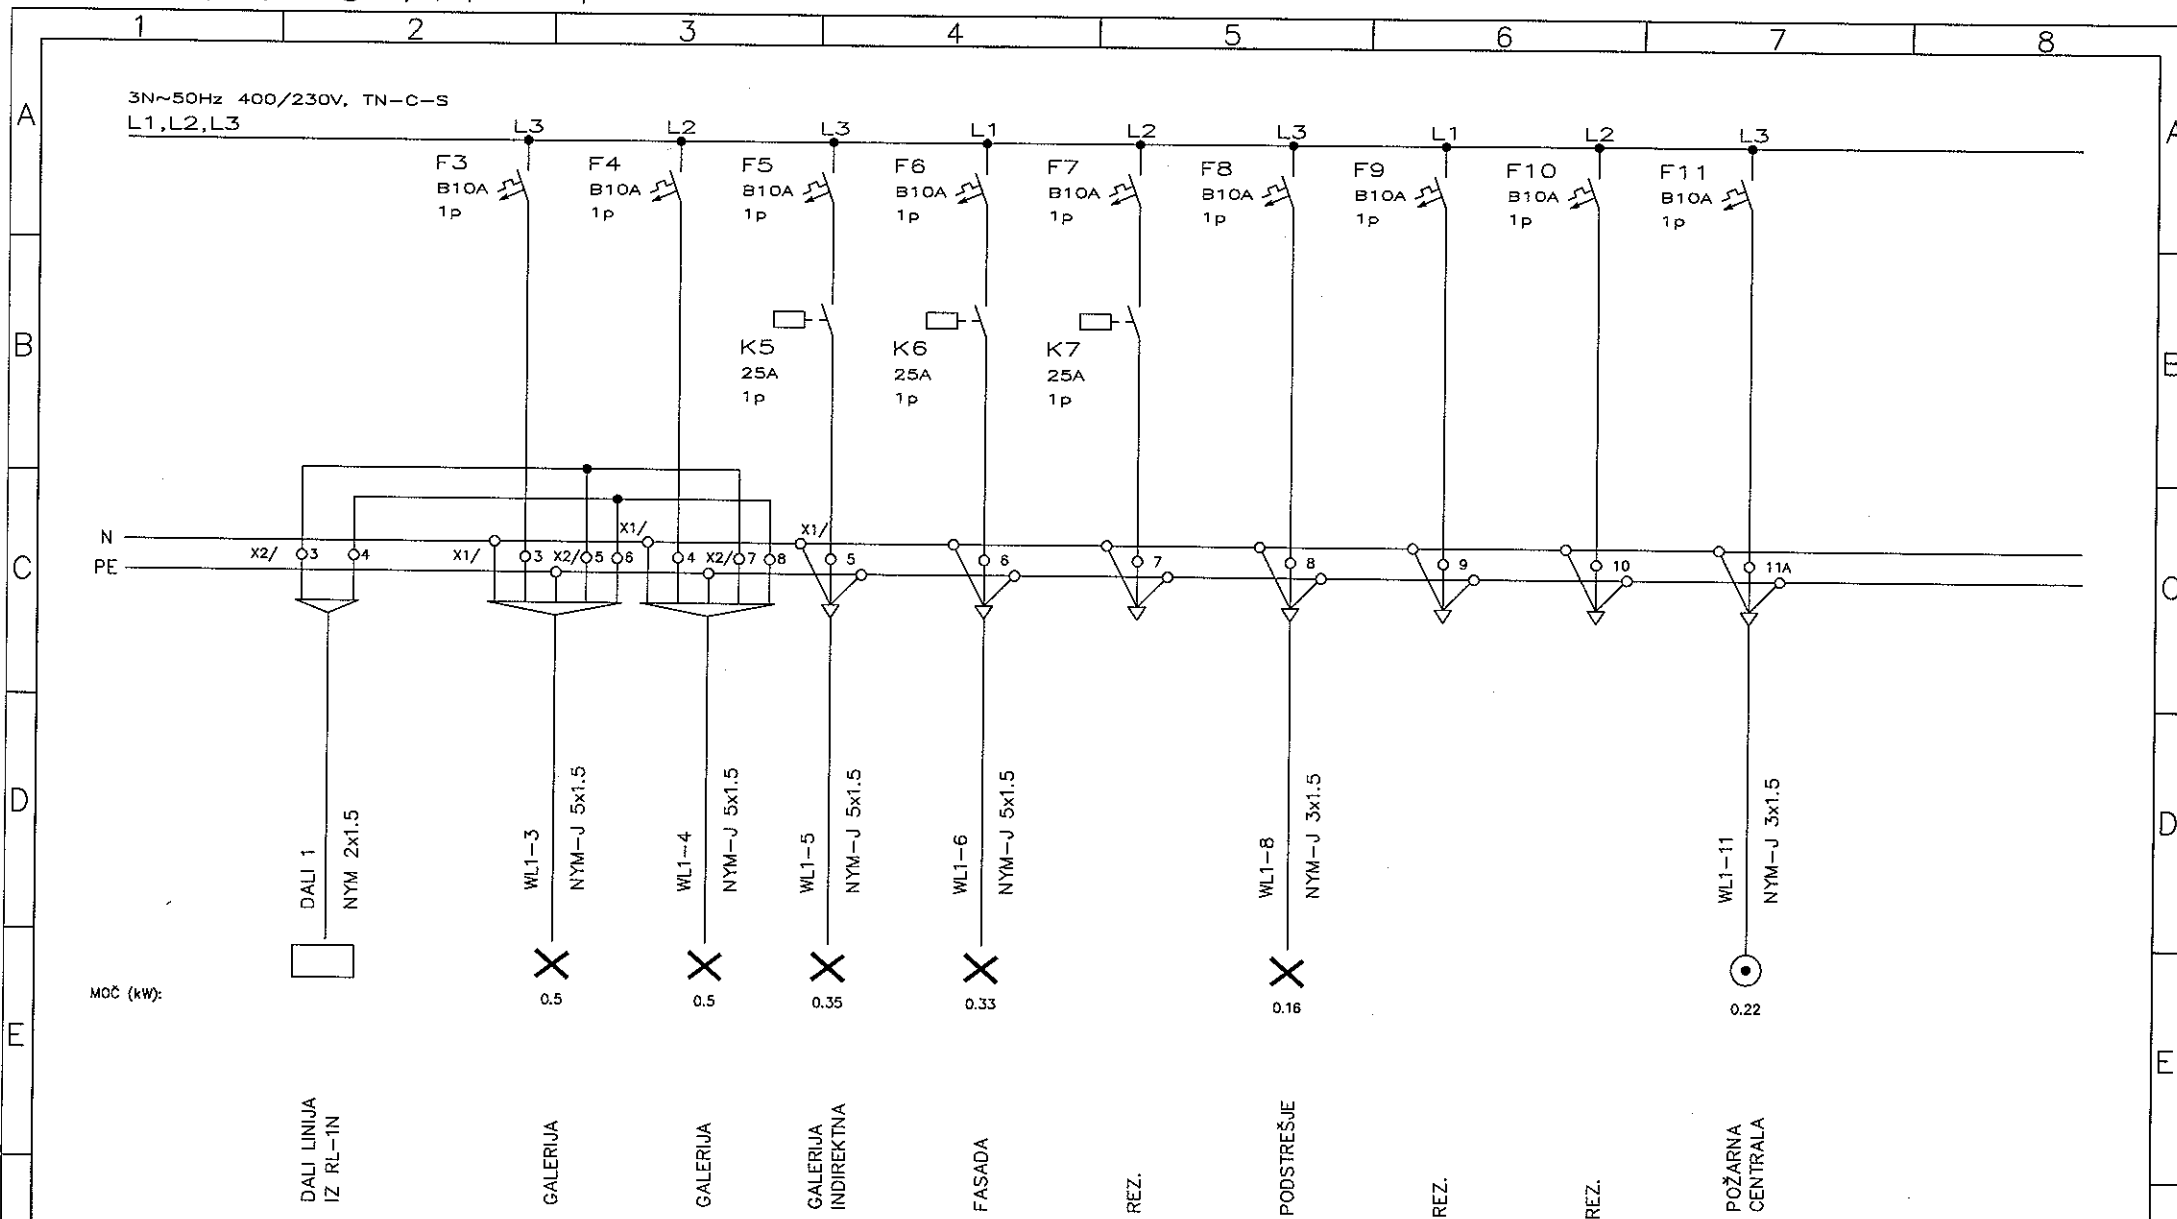 1 2 3 4 5 6 7 8
A A
3N~50Hz 400/230V, TN-C-S
L1,L2,L3
L3 L2 L3 L1 L2 L3 L1 L2 L3
F3 F4 F5 F6 F7 F8 F9 F10 F11
B10A B10A B10A B10A B10A B10A B10A B10A B10A
1p 1p 1p 1p 1p 1p 1p 1p 1p
B B
K5 K6 K7
25A 25A 25A
1p 1p 1p
N
X2/ 3 4 X1/ 3 X2/ 5 6 X1/ 4 X2/ 7 8 X1/ 5 6 7 8 9 10 11A
PE
C C
D D
DALI 1
NYM 2x1.5
WL1-3
NYM-J 5x1.5
WL1-4
NYM-J 5x1.5
WL1-5
NYM-J 5x1.5
WL1-6
NYM-J 5x1.5
WL1-8
NYM-J 3x1.5
WL1-11
NYM-J 3x1.5
MOČ (kW):
0.5 0.5 0.35 0.33 0.16 0.22
E E
DALI LINIJA
IZ RL-1N
GALERIJA
GALERIJA
GALERIJA
INDIREKTNA
FASADA
REZ.
PODSTREŠJE
REZ.
REZ.
POŽARNA
CENTRALA